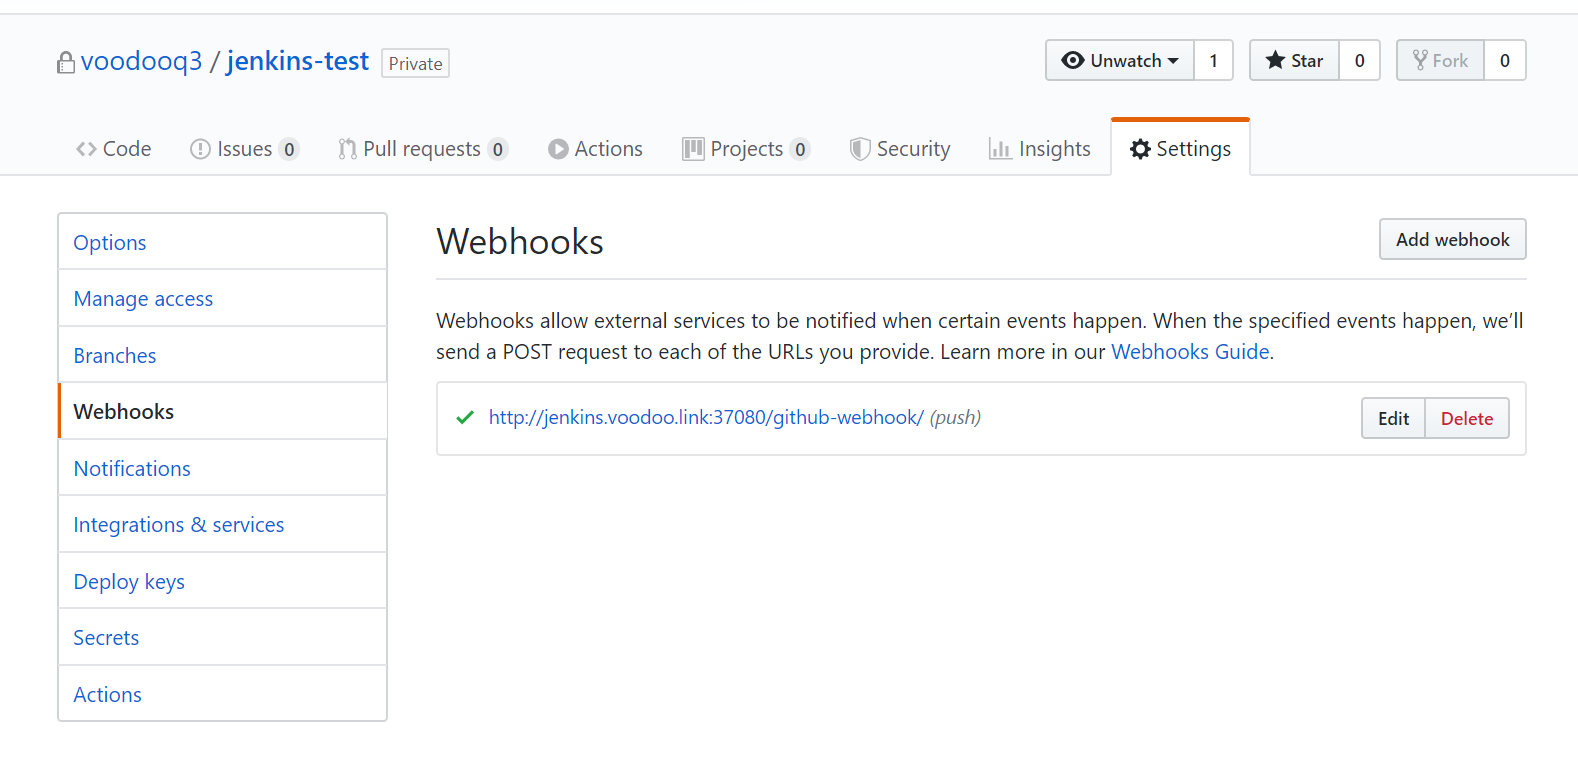 voodooq3 / jenkins-test Private
Unwatch 1 Star 0 Fork 0
Code Issues 0 Pull requests 0 Actions Projects 0 Security Insights Settings
Options
Manage access
Branches
Webhooks
Notifications
Integrations & services
Deploy keys
Secrets
Actions
Webhooks
Add webhook
Webhooks allow external services to be notified when certain events happen. When the specified events happen, we’ll
send a POST request to each of the URLs you provide. Learn more in our Webhooks Guide.
http://jenkins.voodoo.link:37080/github-webhook/ (push)
Edit Delete